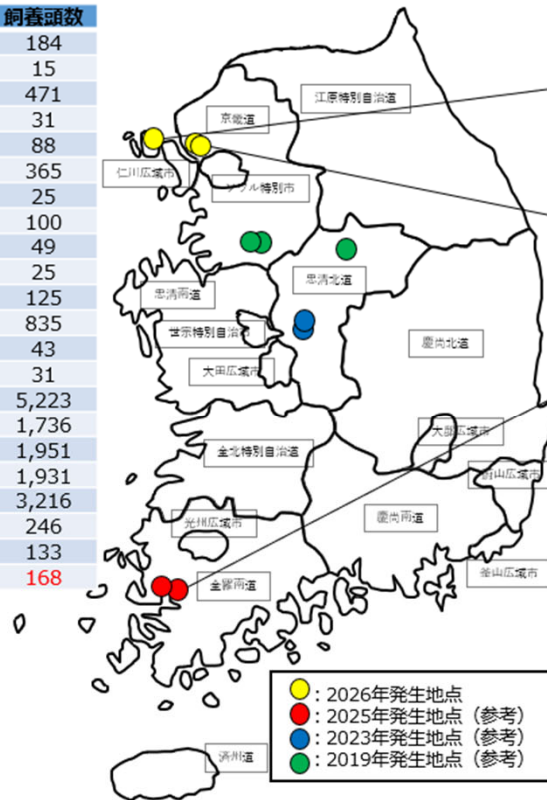 飼養頭数
184
15
471
31
88
365
25
100
49
25
125
835
43
31
5,223
1,736
1,951
1,931
3,216
246
133
168
江原特別自治道
京畿道
仁川広域市
ソウル特別市
忠清北道
忠清南道
世宗特別自治市
慶尚北道
大田広域市
大邱広域市
全北特別自治道
蔚山広域市
慶尚南道
光州広域市
釜山広域市
全羅南道
済州道
：2026年発生地点
：2025年発生地点（参考）
：2023年発生地点（参考）
：2019年発生地点（参考）